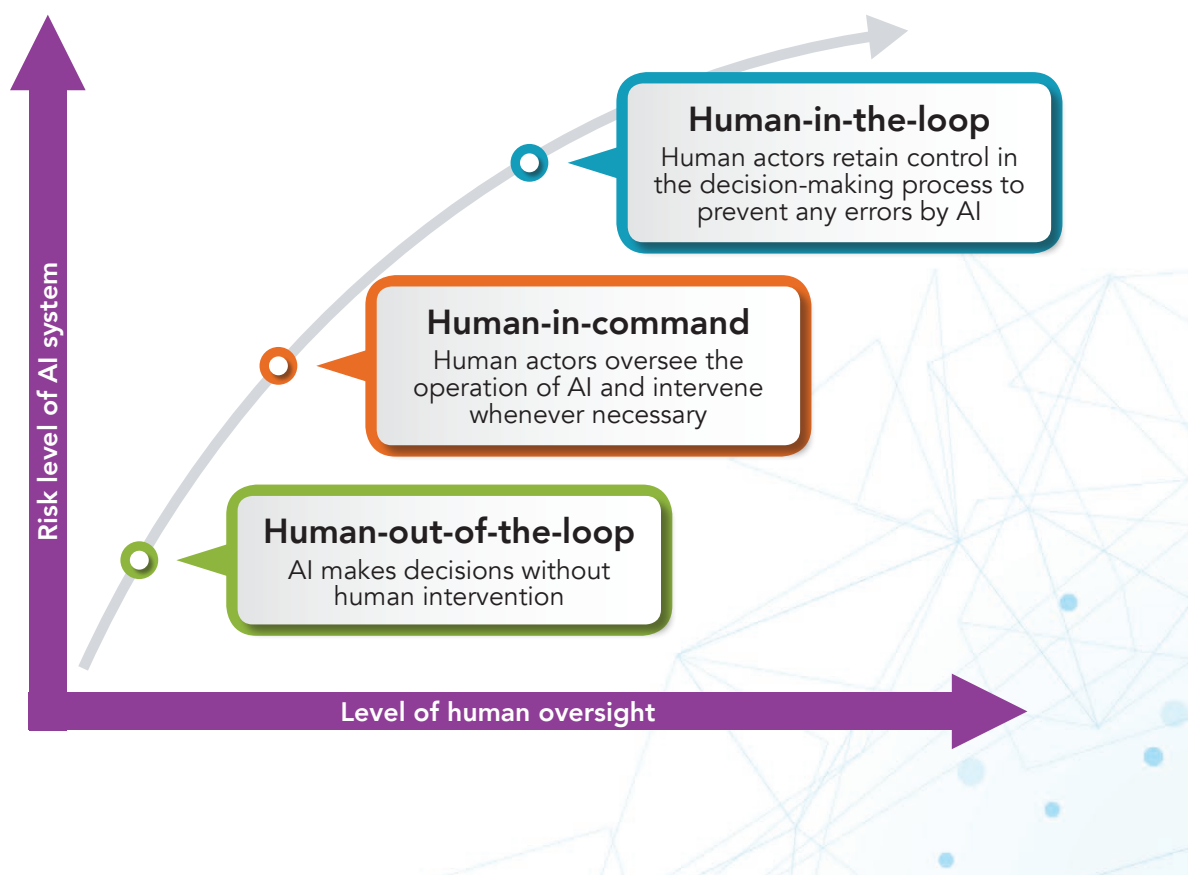 Human-in-the-loop
Human actors retain control in
the decision-making process to
prevent any errors by AI
Human-in-command
Human actors oversee the
operation of AI and intervene
whenever necessary
Human-out-of-the-loop
AI makes decisions without
human intervention
Risk level of AI system
Level of human oversight